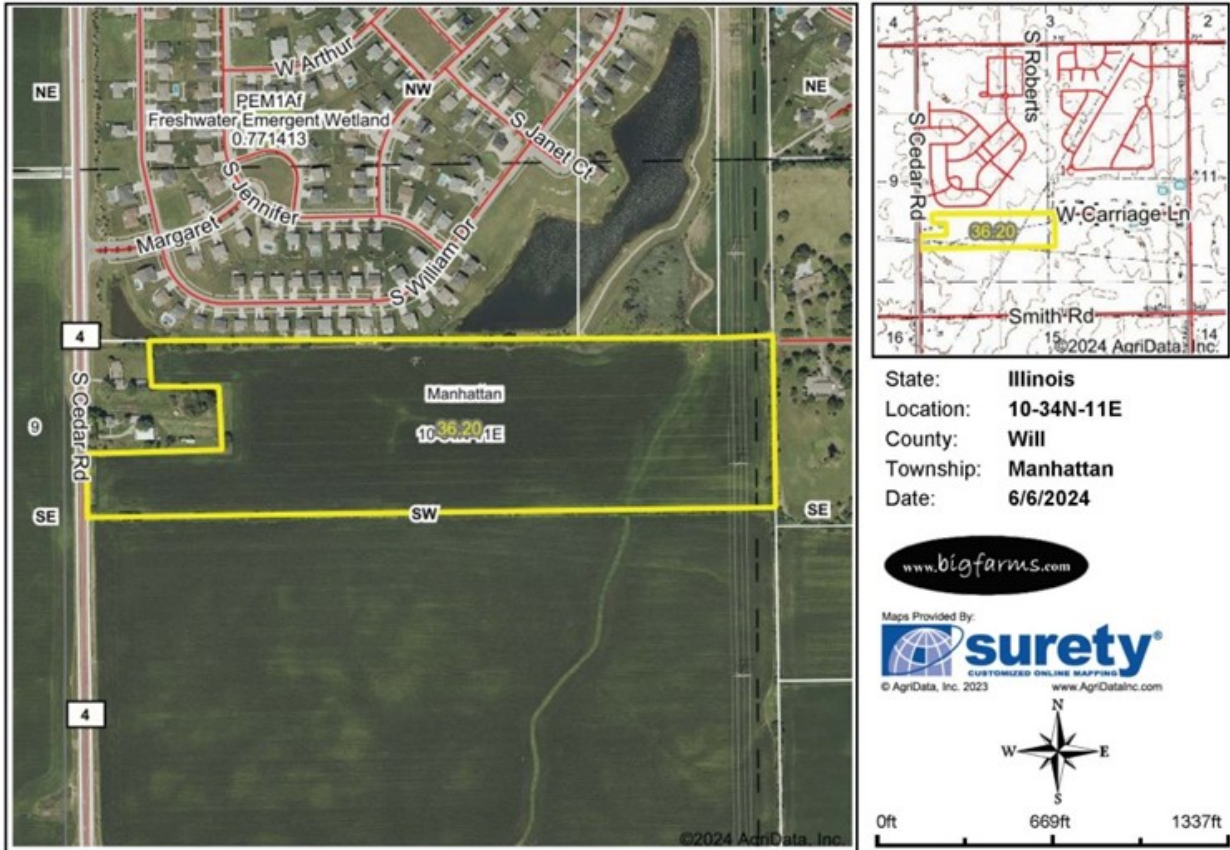 W Arthur
NE
NW
NE
PEM1Af
Freshwater Emergent Wetland
0.771413
S Janet Ct
S Jennifer
Margaret
S William Dr
4
S Cedar Rd
9
Manhattan
36.20
SE
SW
SE
4
©2024 AgriData, Inc.
4
3
2
S Roberts
S Cedar Rd
9
11
W Carriage Ln
36.20
Smith Rd
16
15
14
©2024 AgriData, Inc.
State: Illinois
Location: 10-34N-11E
County: Will
Township: Manhattan
Date: 6/6/2024
www.bigfarms.com
Maps Provided By:
surety®
CUSTOMIZED ONLINE MAPPING
© AgriData, Inc. 2023 www.AgriDataInc.com
N
W E
S
0ft 669ft 1337ft